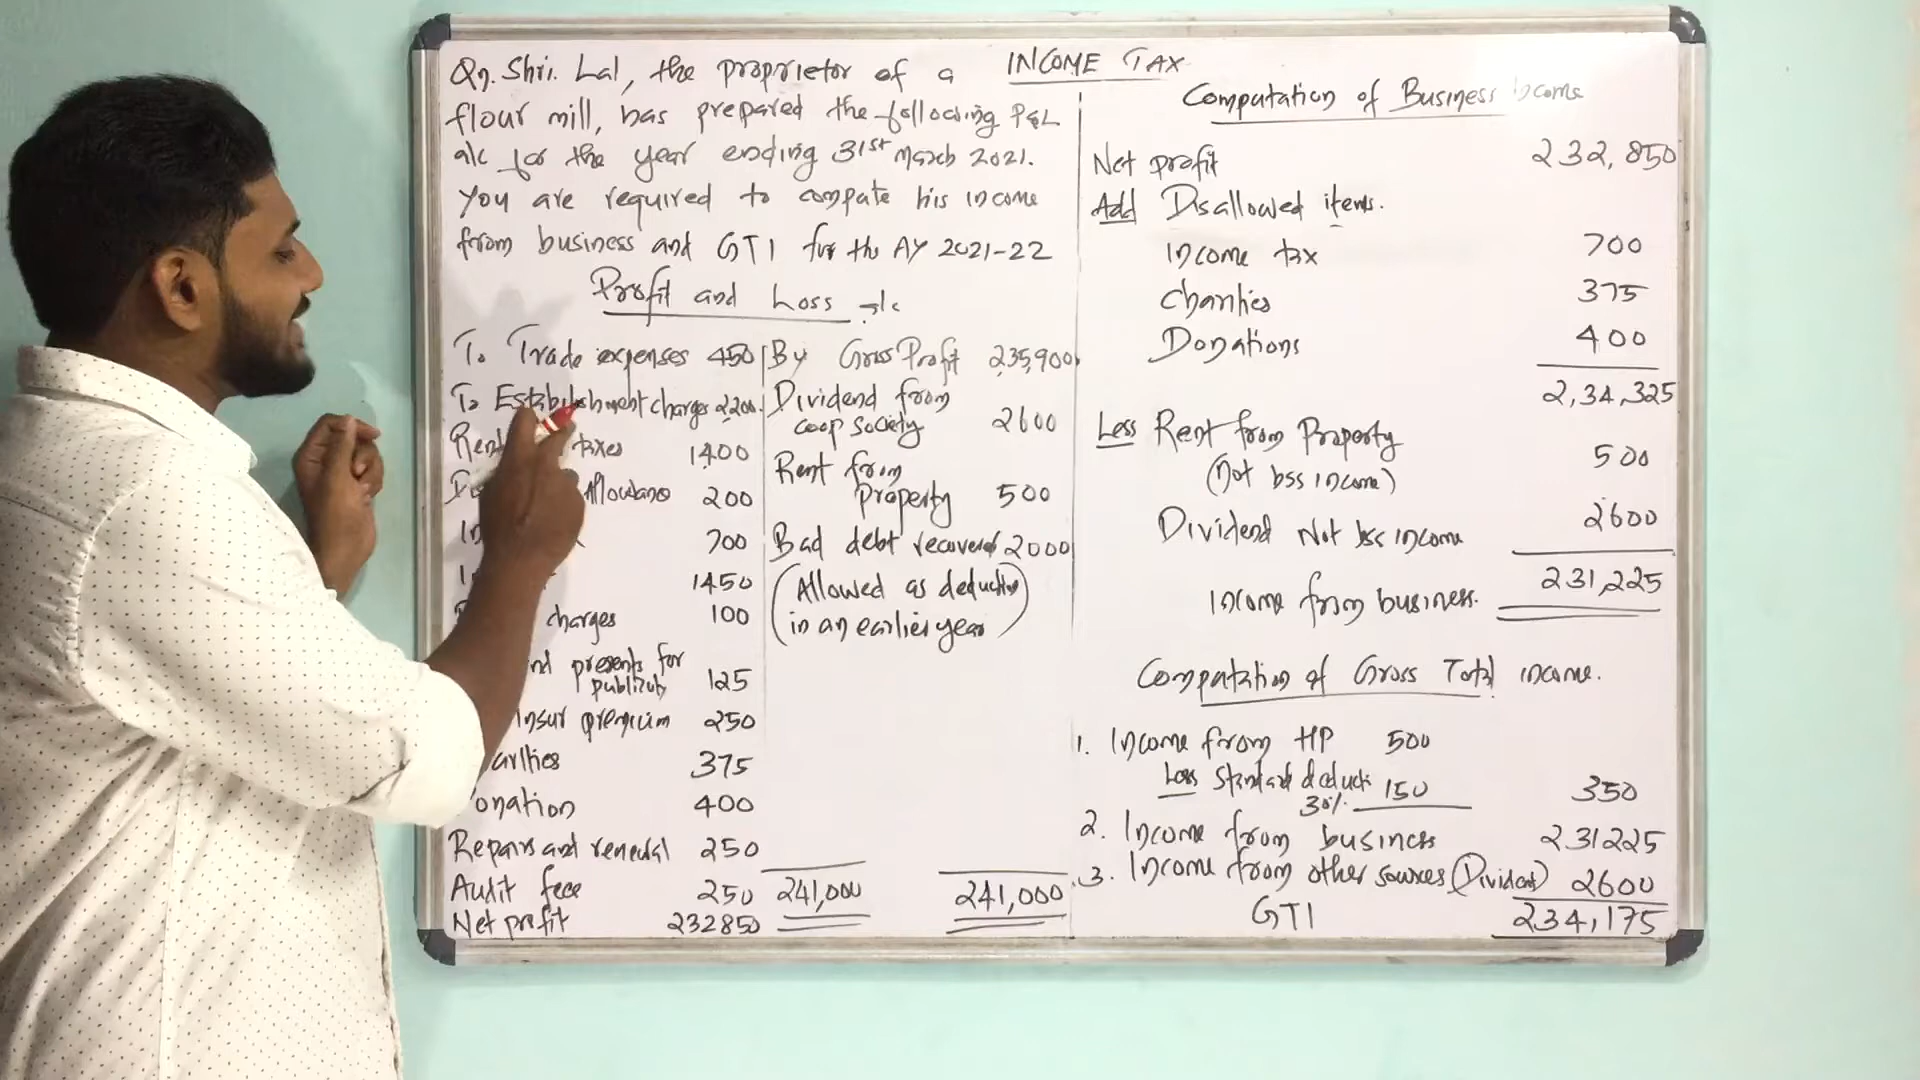 Qn. Shri. Lal, the proprietor of a
flour mill, has prepared the following P&L
a/c for the year ending 31st March 2021.
You are required to compute his income
from business and GTI for the AY 2021-22
Profit and Loss a/c
To Trade expenses 450
To Establishment charges 2200
Rent taxes 1400
Allowance 200
700
1450
charges 100
presents for
publicity 125
Insur premium 250
375
400
Repairs and renewal 250
Audit fees 250
Net profit 232850
241,000
By Gross Profit 235,900
Dividend from
coop society 2600
Rent from
property 500
Bad debt recovered 2000
(Allowed as deduction
in an earlier year)
241,000
INCOME TAX
Computation of Business Income
Net profit 232,850
Add Disallowed items.
Income tax 700
Charities 375
Donations 400
2,34,325
Less Rent from Property 500
(Not bss income)
Dividend Not bss income 2600
Income from business. 231,225
Computation of Gross Total income.
1. Income from HP 500
Less Standard deducti 150 350
30%
2. Income from business 231225
3. Income from other sources (Dividend) 2600
GTI 234,175